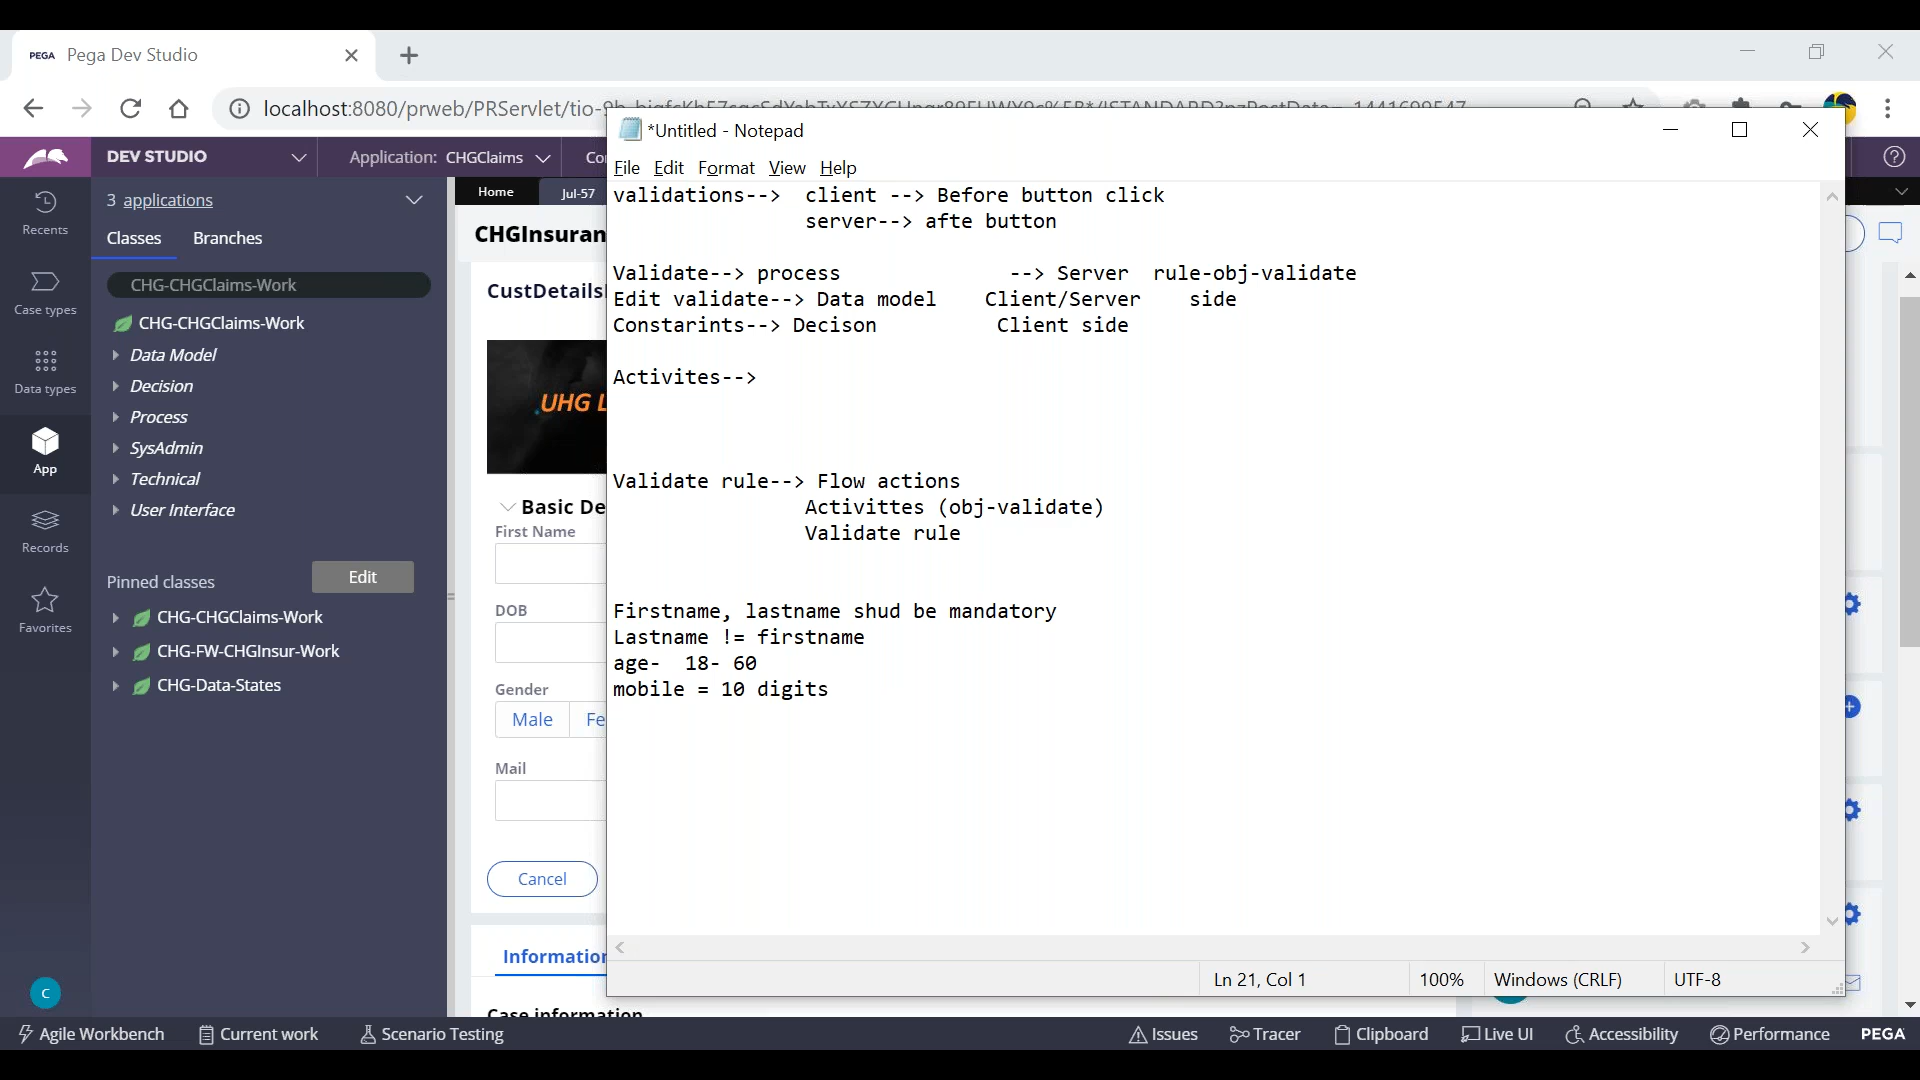 PEGA Pega Dev Studio
localhost:8080/prweb/PRServlet/tio-
*Untitled - Notepad
File Edit Format View Help
DEV STUDIO
Application: CHGClaims
Co
Home
Jul-57
3 applications
Classes
Branches
CHG-CHGClaims-Work
CHG-CHGClaims-Work
Data Model
Decision
Process
SysAdmin
Technical
User Interface
Pinned classes
Edit
CHG-CHGClaims-Work
CHG-FW-CHGInsur-Work
CHG-Data-States
Recents
Case types
Data types
App
Records
Favorites
C
CHGInsuran
CustDetails
UHG L
Basic De
First Name
DOB
Gender
Male
Fe
Mail
Cancel
Information
Case information
validations--> client --> Before button click
server--> afte button
Validate--> process --> Server rule-obj-validate
Edit validate--> Data model Client/Server side
Constarints--> Decison Client side
Activites-->
Validate rule--> Flow actions
Activittes (obj-validate)
Validate rule
Firstname, lastname shud be mandatory
Lastname != firstname
age- 18- 60
mobile = 10 digits
Ln 21, Col 1
100%
Windows (CRLF)
UTF-8
Agile Workbench
Current work
Scenario Testing
Issues
Tracer
Clipboard
Live UI
Accessibility
Performance
PEGA